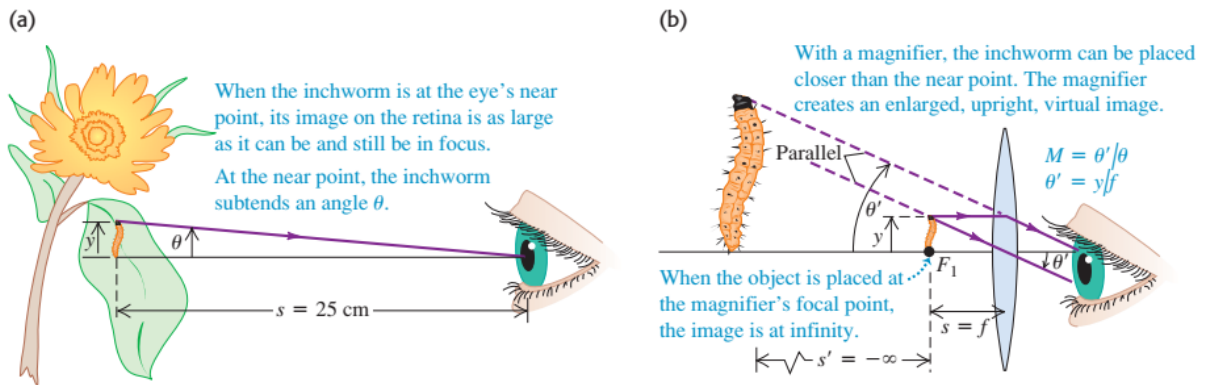 (a)
When the inchworm is at the eye's near
point, its image on the retina is as large
as it can be and still be in focus.
At the near point, the inchworm
subtends an angle θ.
y
θ
s = 25 cm
(b)
With a magnifier, the inchworm can be placed
closer than the near point. The magnifier
creates an enlarged, upright, virtual image.
Parallel
M = θ′/θ
θ′ = y/f
θ′
y
F₁
θ′
When the object is placed at
the magnifier's focal point,
the image is at infinity.
s = f
s′ = −∞